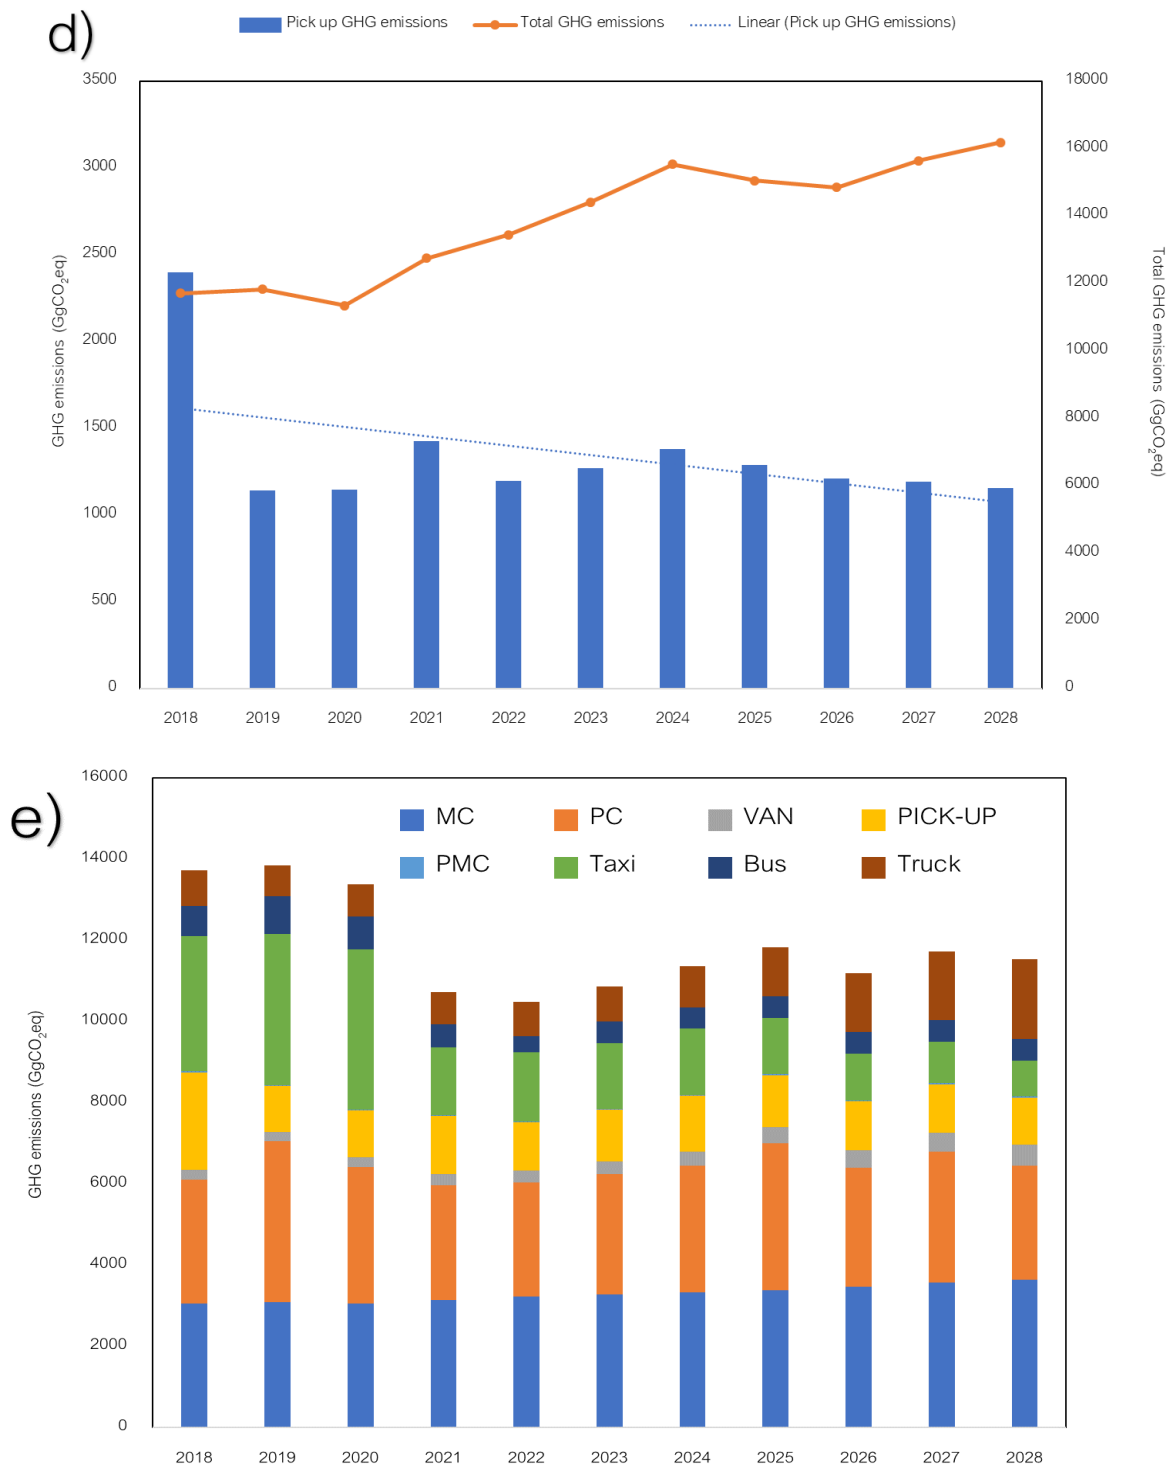 d)
Pick up GHG emissions
Total GHG emissions
Linear (Pick up GHG emissions)
3500
3000
2500
2000
1500
1000
500
0
GHG emissions (GgCO₂eq)
18000
16000
14000
12000
10000
8000
6000
4000
2000
0
Total GHG emissions (GgCO₂eq)
2018 2019 2020 2021 2022 2023 2024 2025 2026 2027 2028
e)
16000
14000
12000
10000
8000
6000
4000
2000
0
GHG emissions (GgCO₂eq)
MC PC VAN PICK-UP
PMC Taxi Bus Truck
2018 2019 2020 2021 2022 2023 2024 2025 2026 2027 2028